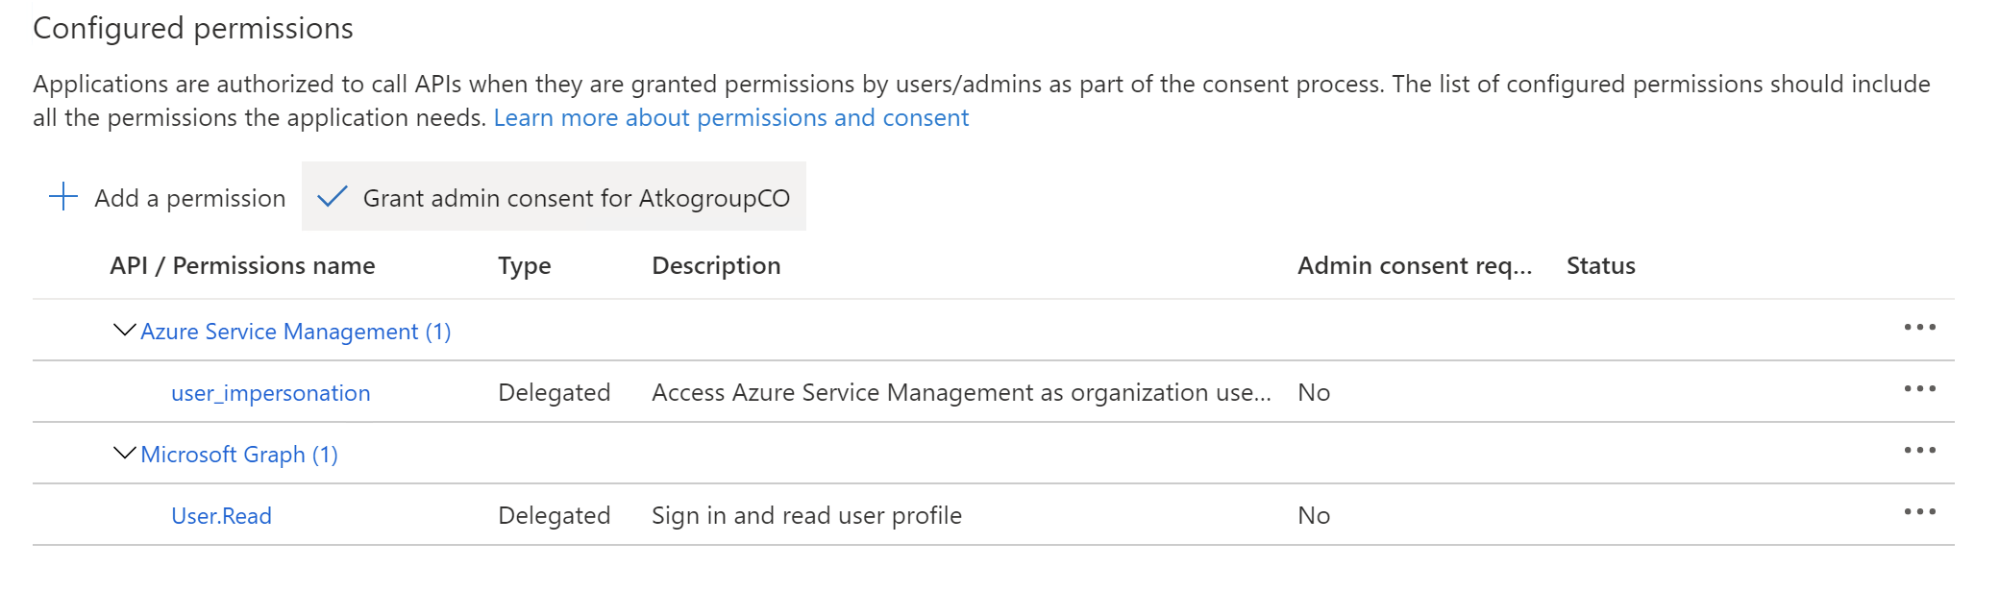 Configured permissions
Applications are authorized to call APIs when they are granted permissions by users/admins as part of the consent process. The list of configured permissions should include
all the permissions the application needs. Learn more about permissions and consent
Add a permission Grant admin consent for AtkogroupCO
API / Permissions name Type Description Admin consent req... Status
Azure Service Management (1)
user_impersonation Delegated Access Azure Service Management as organization use... No
Microsoft Graph (1)
User.Read Delegated Sign in and read user profile No